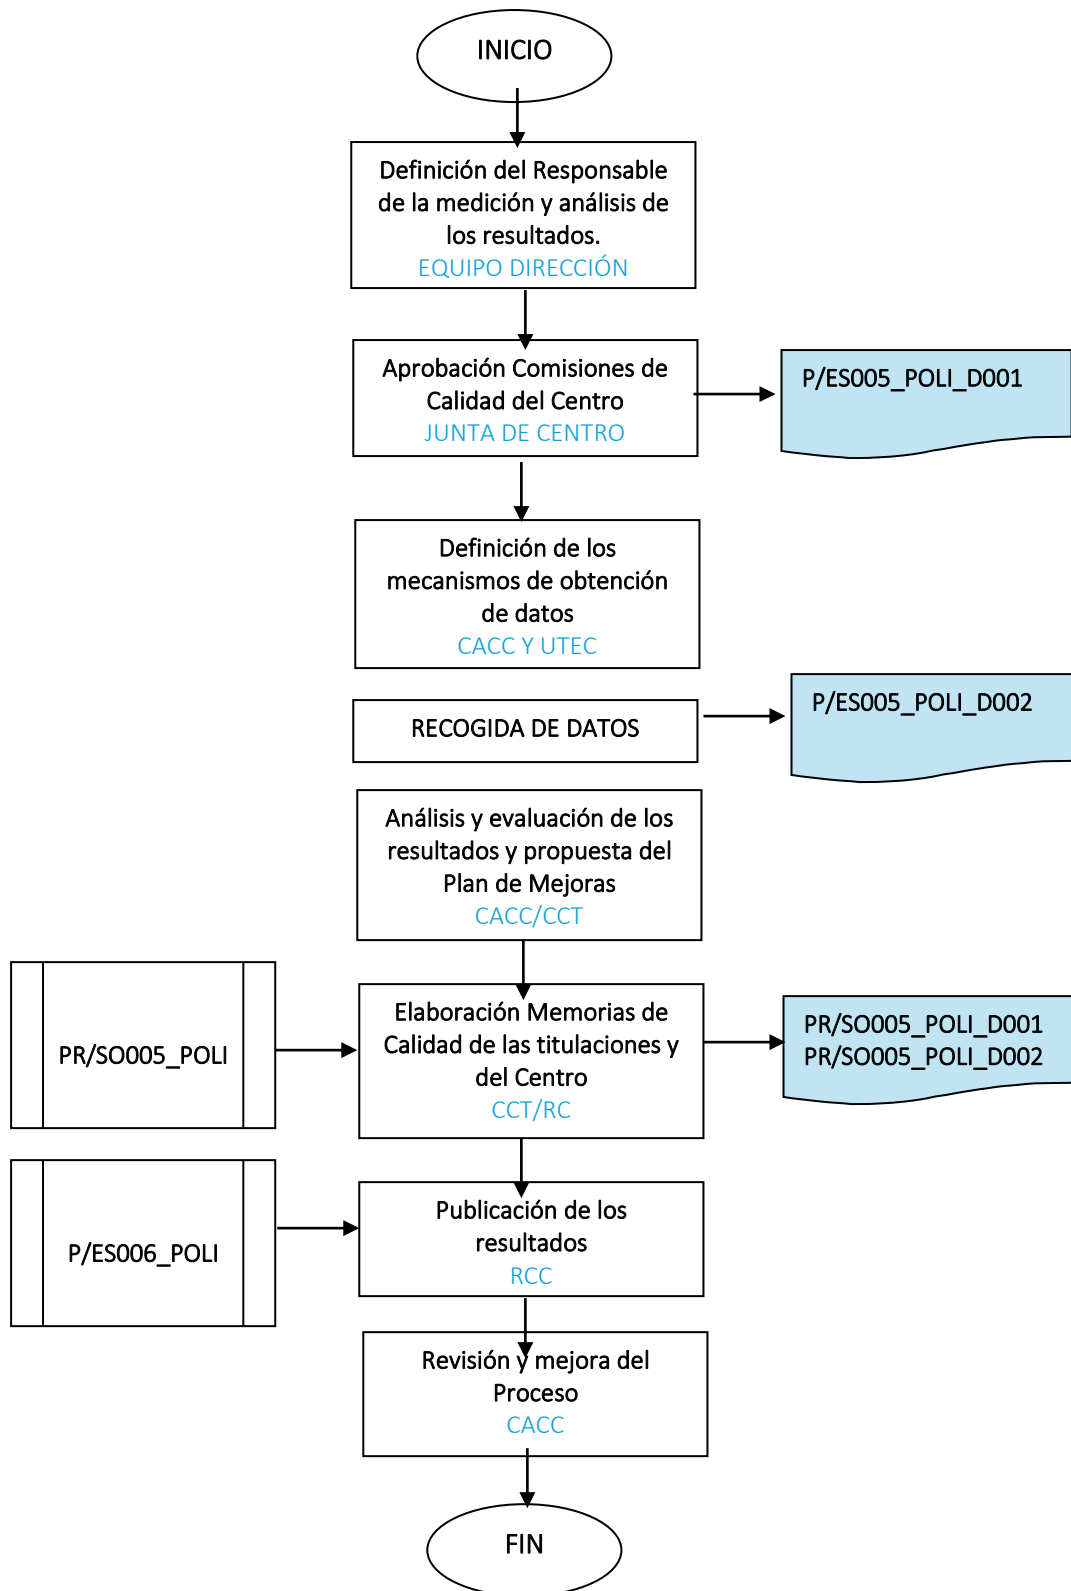 INICIO
Definición del Responsable
de la medición y análisis de
los resultados.
EQUIPO DIRECCIÓN
Aprobación Comisiones de
Calidad del Centro
JUNTA DE CENTRO
P/ES005_POLI_D001
Definición de los
mecanismos de obtención
de datos
CACC Y UTEC
RECOGIDA DE DATOS
P/ES005_POLI_D002
Análisis y evaluación de los
resultados y propuesta del
Plan de Mejoras
CACC/CCT
PR/SO005_POLI
Elaboración Memorias de
Calidad de las titulaciones y
del Centro
CCT/RC
PR/SO005_POLI_D001
PR/SO005_POLI_D002
P/ES006_POLI
Publicación de los
resultados
RCC
Revisión y mejora del
Proceso
CACC
FIN